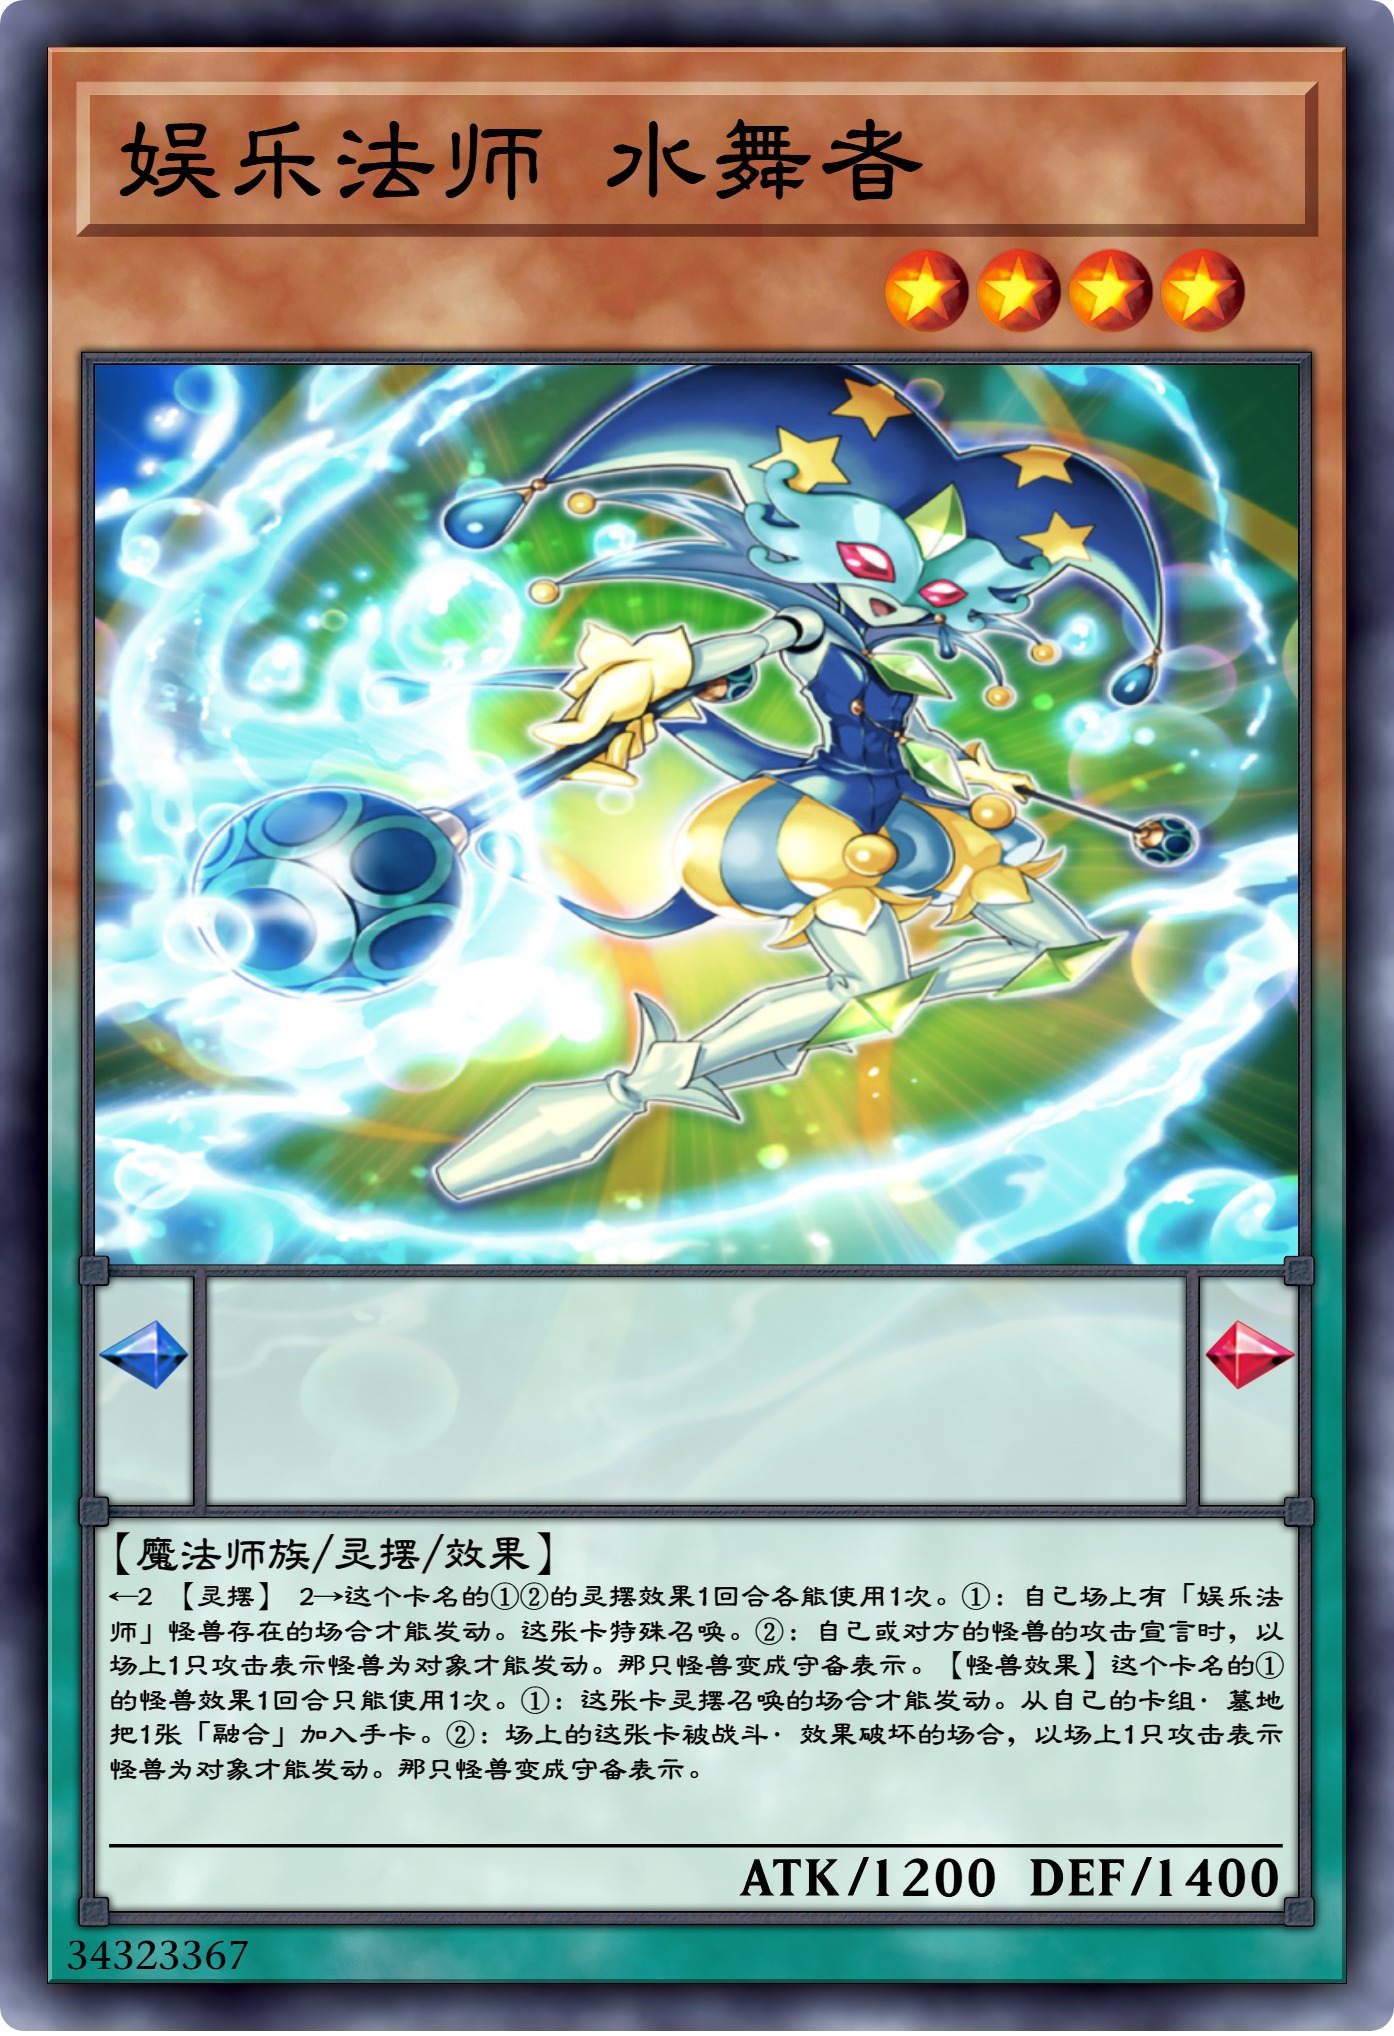 娱乐法师 水舞者
【魔法师族/灵摆/效果】
←2 【灵摆】 2→这个卡名的①②的灵摆效果1回合各能使用1次。①：自己场上有「娱乐法
师」怪兽存在的场合才能发动。这张卡特殊召唤。②：自己或对方的怪兽的攻击宣言时，以
场上1只攻击表示怪兽为对象才能发动。那只怪兽变成守备表示。【怪兽效果】这个卡名的①
的怪兽效果1回合只能使用1次。①：这张卡灵摆召唤的场合才能发动。从自己的卡组·墓地
把1张「融合」加入手卡。②：场上的这张卡被战斗·效果破坏的场合，以场上1只攻击表示
怪兽为对象才能发动。那只怪兽变成守备表示。
ATK/1200 DEF/1400
34323367